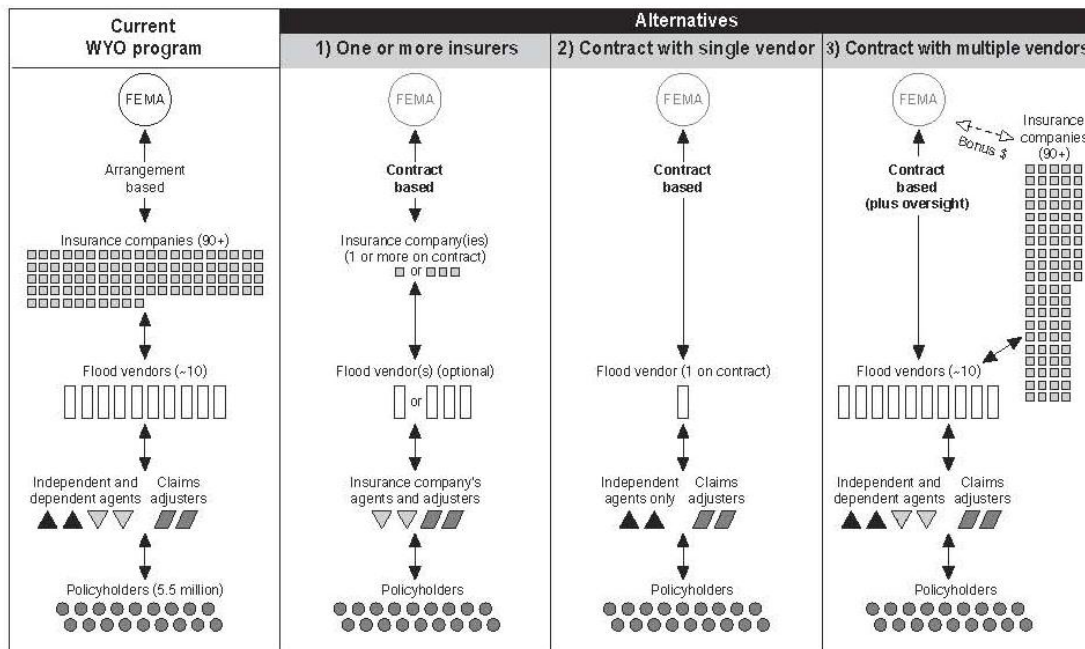 Current
WYO program
Alternatives
1) One or more insurers
2) Contract with single vendor
3) Contract with multiple vendors
FEMA
Arrangement
based
Insurance companies (90+)
Flood vendors (~10)
Independent and
dependent agents
Claims
adjusters
Policyholders (5.5 million)
FEMA
Contract
based
Insurance company(ies)
(1 or more on contract)
or
Flood vendor(s) (optional)
or
Insurance company's
agents and adjusters
Policyholders
FEMA
Contract
based
Flood vendor (1 on contract)
Independent
agents only
Claims
adjusters
Policyholders
FEMA
Bonus $
Insurance
companies
(90+)
Contract
based
(plus oversight)
Flood vendors (~10)
Independent and
dependent agents
Claims
adjusters
Policyholders